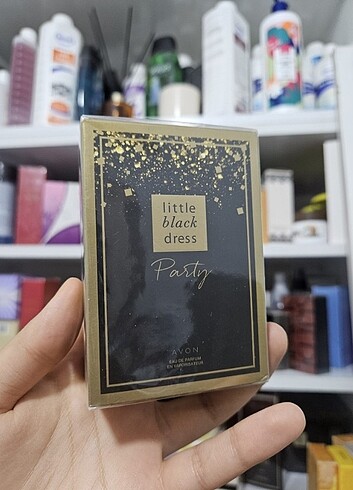 little
black
dress
Party
AVON
EAU DE PARFUM
EN VAPORISATEUR